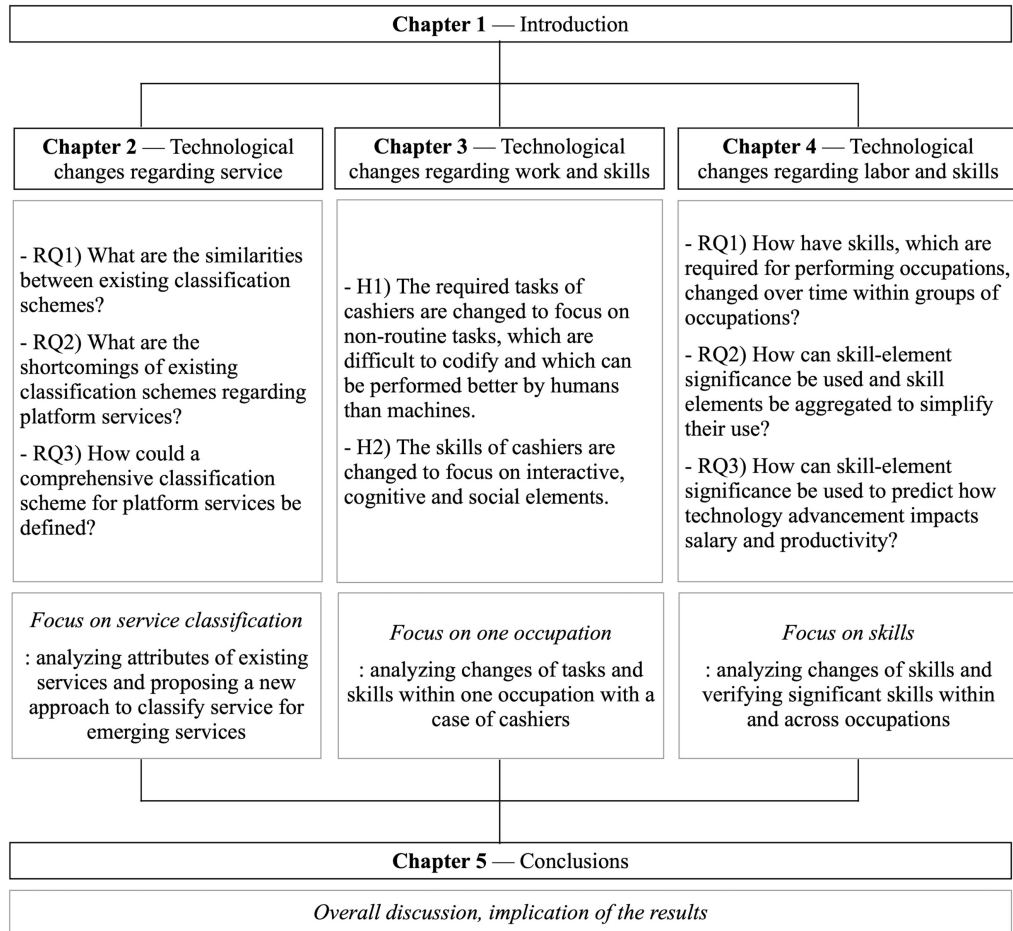 Chapter 1 — Introduction
Chapter 2 — Technological
changes regarding service
- RQ1) What are the similarities
between existing classification
schemes?
- RQ2) What are the
shortcomings of existing
classification schemes regarding
platform services?
- RQ3) How could a
comprehensive classification
scheme for platform services be
defined?
Focus on service classification
: analyzing attributes of existing
services and proposing a new
approach to classify service for
emerging services
Chapter 3 — Technological
changes regarding work and skills
- H1) The required tasks of
cashiers are changed to focus on
non-routine tasks, which are
difficult to codify and which can
be performed better by humans
than machines.
- H2) The skills of cashiers are
changed to focus on interactive,
cognitive and social elements.
Focus on one occupation
: analyzing changes of tasks and
skills within one occupation with a
case of cashiers
Chapter 4 — Technological
changes regarding labor and skills
- RQ1) How have skills, which are
required for performing occupations,
changed over time within groups of
occupations?
- RQ2) How can skill-element
significance be used and skill
elements be aggregated to simplify
their use?
- RQ3) How can skill-element
significance be used to predict how
technology advancement impacts
salary and productivity?
Focus on skills
: analyzing changes of skills and
verifying significant skills within
and across occupations
Chapter 5 — Conclusions
Overall discussion, implication of the results